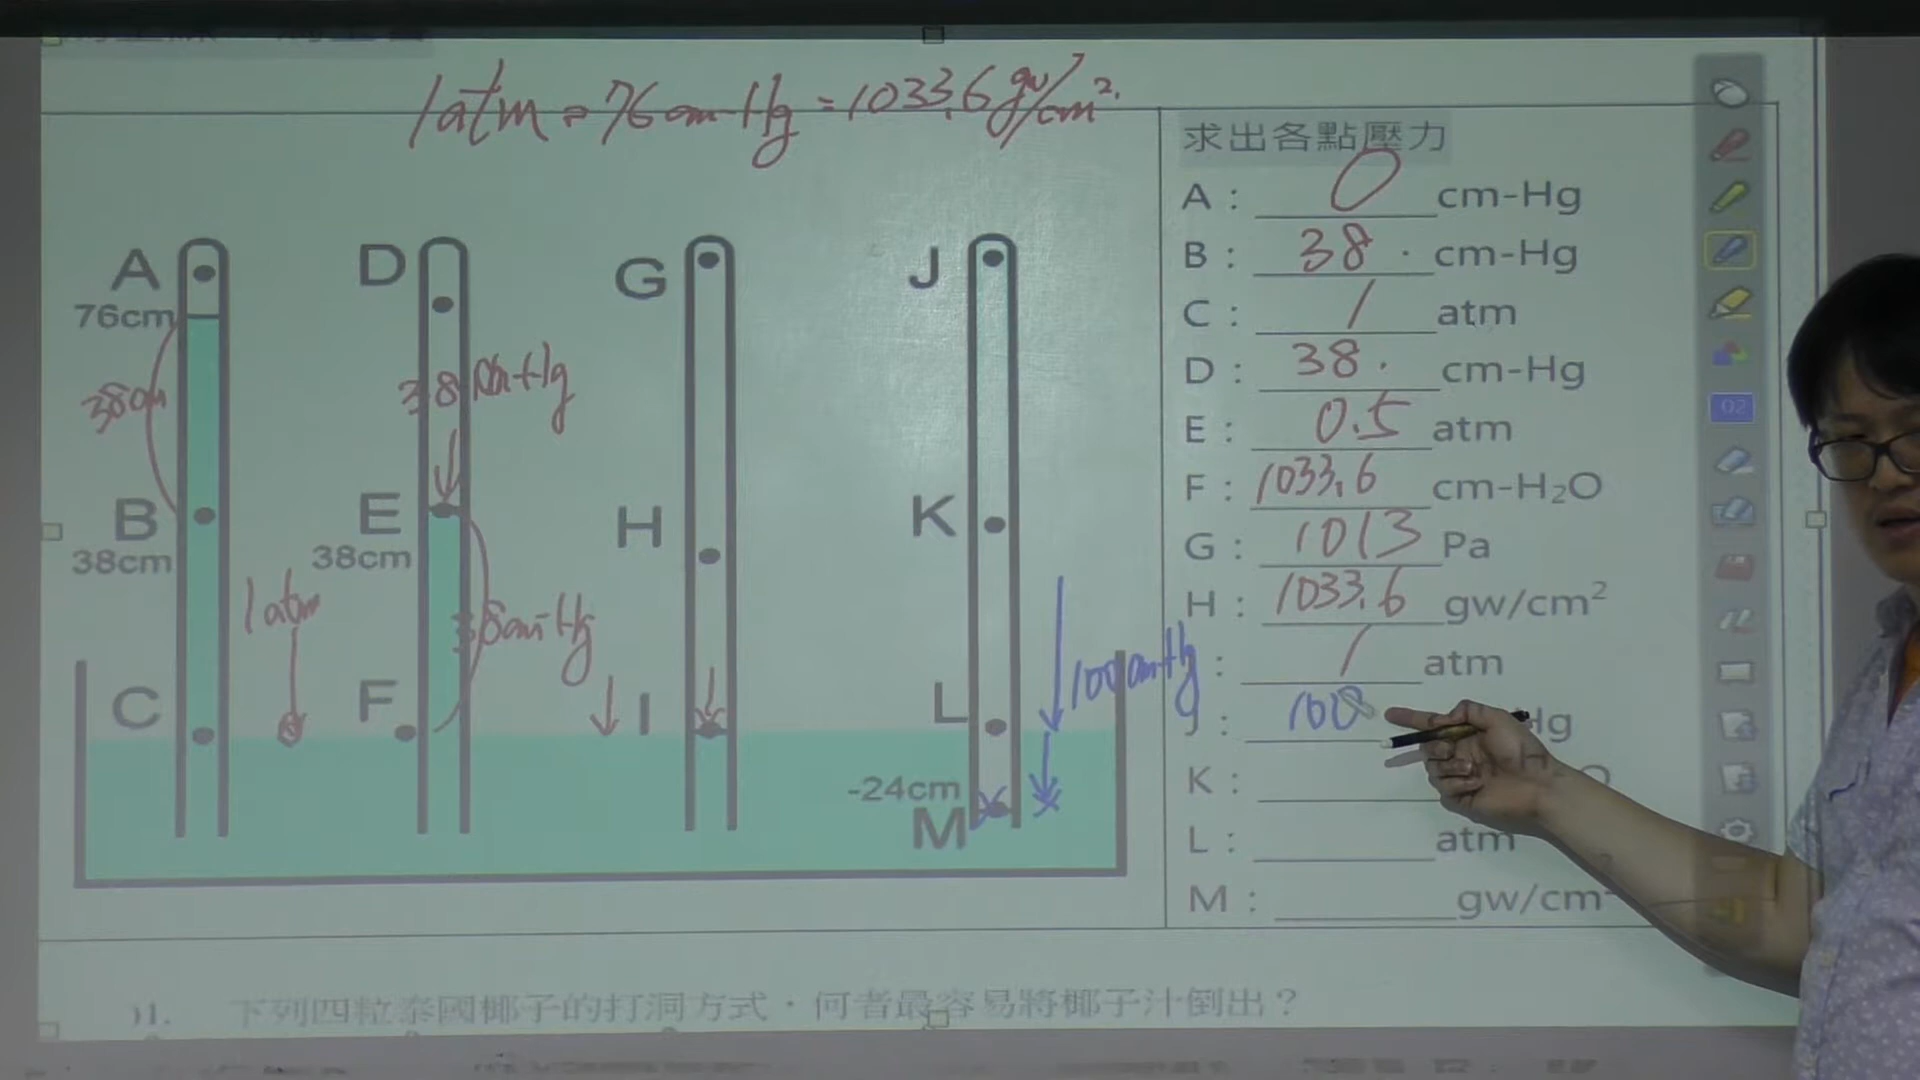 1atm = 76cm-Hg = 1033.6 gw/cm².
求出各點壓力
A： 0 cm-Hg
B： 38 . cm-Hg
C： 1 atm
D： 38 . cm-Hg
E： 0.5 atm
F： 1033.6 cm-H₂O
G： 1013 Pa
H： 1033.6 gw/cm²
： 1 atm
J： 100 Hg
K：
L： atm
M： gw/cm²
A
76cm
38cm
B
38cm
1atm
C
D
38cm-Hg
E
38cm
38cm-Hg
F
G
H
I
J
K
100cm-Hg
L
-24cm
M
02
)1. 下列四粒泰國椰子的打洞方式，何者最容易將椰子汁倒出？